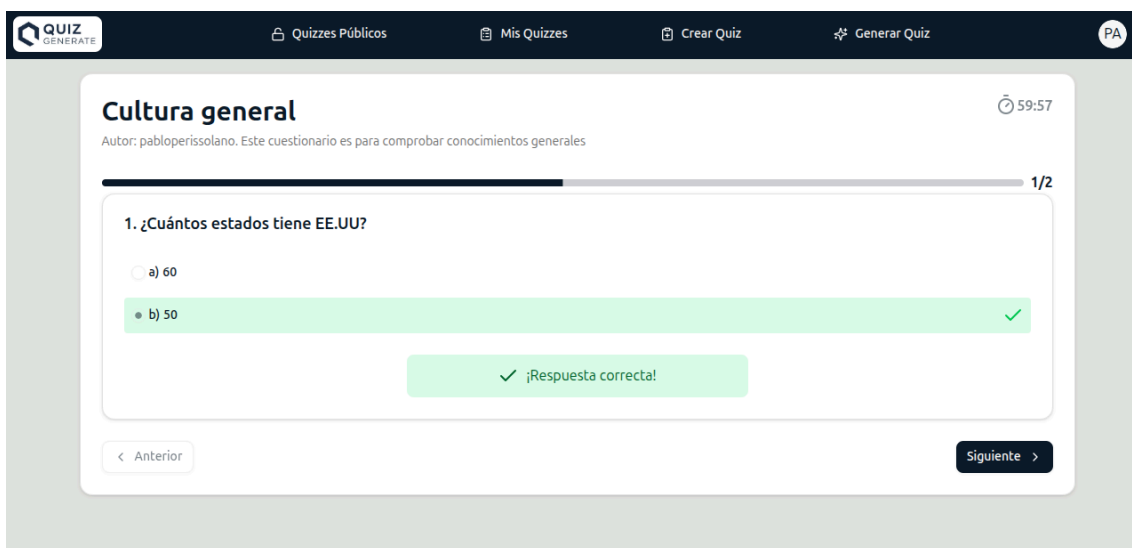 QUIZ
GENERATE
Quizzes Públicos
Mis Quizzes
Crear Quiz
Generar Quiz
PA
Cultura general
59:57
Autor: pabloperissolano. Este cuestionario es para comprobar conocimientos generales
1/2
1. ¿Cuántos estados tiene EE.UU?
a) 60
b) 50
¡Respuesta correcta!
Anterior
Siguiente